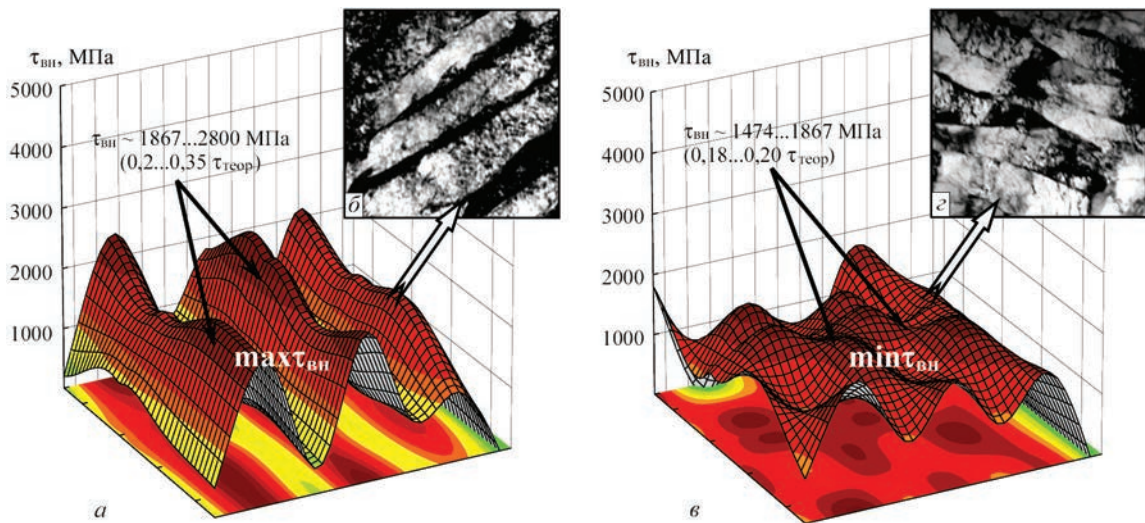 τвн, МПа
5000
4000
3000
2000
1000
τвн ~ 1867...2800 МПа
(0,2...0,35 τтеор)
maxτвн
б
а
τвн, МПа
5000
4000
3000
2000
1000
τвн ~ 1474...1867 МПа
(0,18...0,20 τтеор)
minτвн
г
в